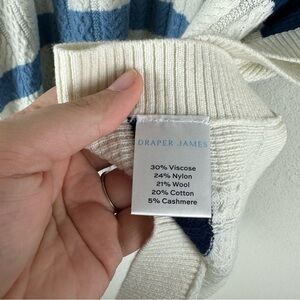 DRAPER JAMES
30% Viscose
24% Nylon
21% Wool
20% Cotton
5% Cashmere